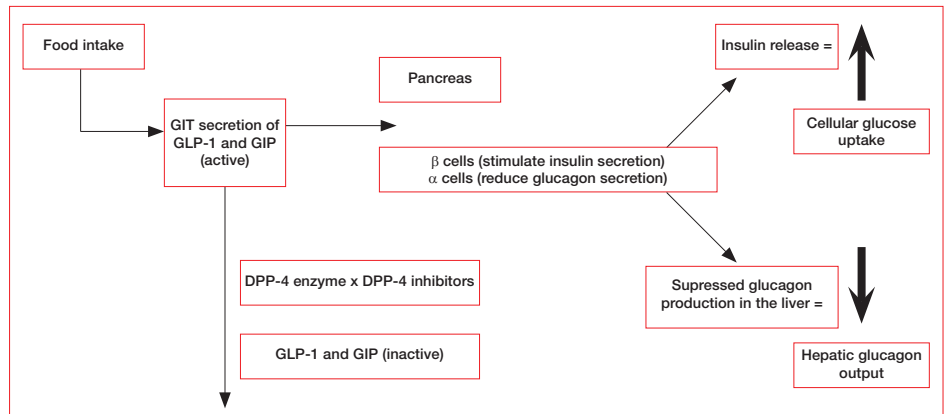 Food intake
Insulin release =
Pancreas
GIT secretion of
GLP-1 and GIP
(active)
Cellular glucose
uptake
β cells (stimulate insulin secretion)
α cells (reduce glucagon secretion)
DPP-4 enzyme x DPP-4 inhibitors
Supressed glucagon
production in the liver =
GLP-1 and GIP (inactive)
Hepatic glucagon
output